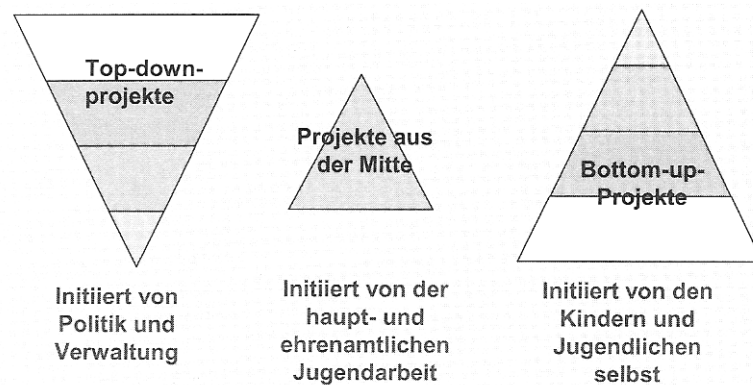 Top-down-
projekte
Projekte aus
der Mitte
Bottom-up-
Projekte
Initiiert von
Politik und
Verwaltung
Initiiert von der
haupt- und
ehrenamtlichen
Jugendarbeit
Initiiert von den
Kindern und
Jugendlichen
selbst